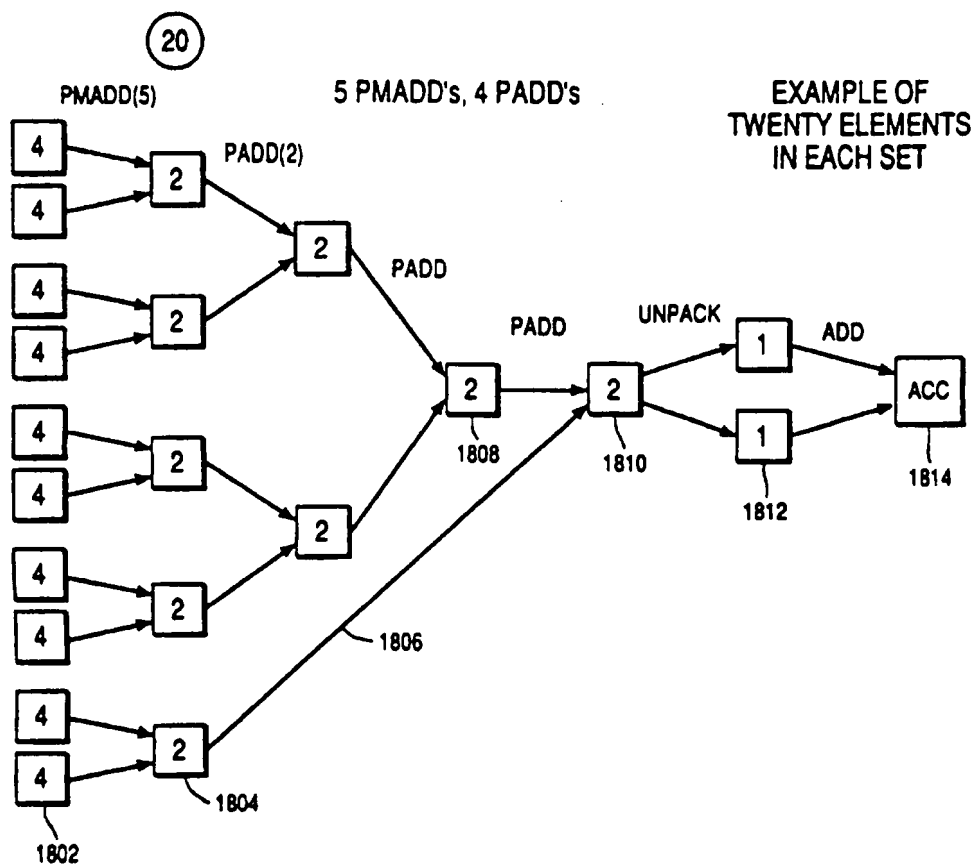 20
PMADD(5)
5 PMADD's, 4 PADD's
EXAMPLE OF
TWENTY ELEMENTS
IN EACH SET
4
4
2
PADD(2)
2
4
4
2
PADD
PADD
UNPACK
1
ADD
2
2
ACC
1
1808
1810
1812
1814
4
4
2
2
4
4
2
1806
4
4
2
1804
1802